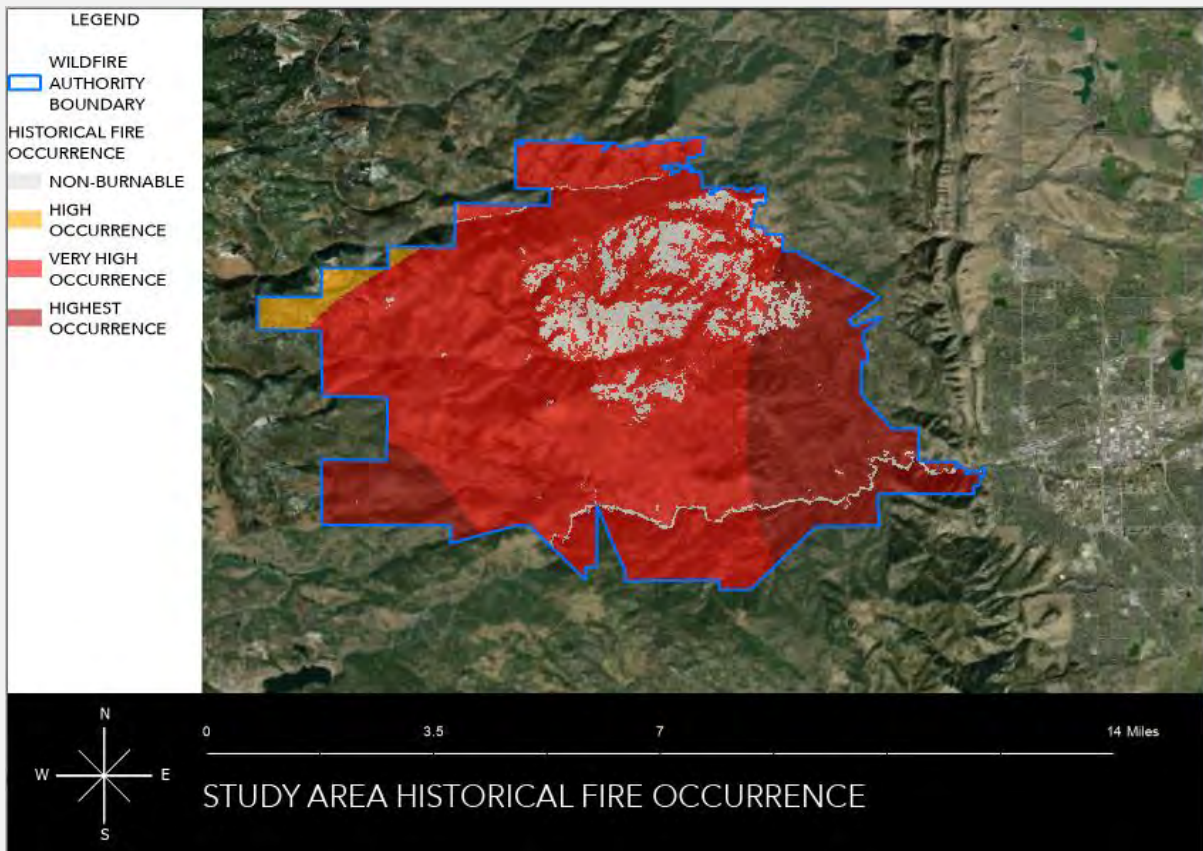 LEGEND
WILDFIRE
AUTHORITY
BOUNDARY
HISTORICAL FIRE
OCCURRENCE
NON-BURNABLE
HIGH
OCCURRENCE
VERY HIGH
OCCURRENCE
HIGHEST
OCCURRENCE
N
W E
S
0 3.5 7 14 Miles
STUDY AREA HISTORICAL FIRE OCCURRENCE